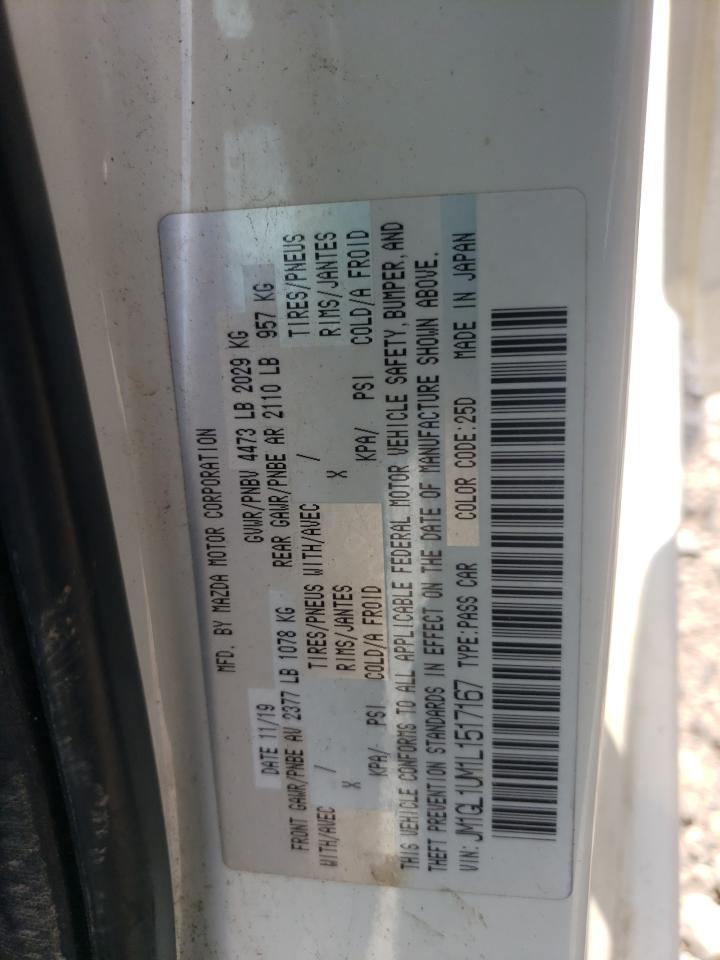 MFD. BY MAZDA MOTOR CORPORATION
DATE 11/19 GVWR/PNBV 4473 LB 2029 KG
FRONT GAWR/PNBE AV 2377 LB 1078 KG REAR GAWR/PNBE AR 2110 LB 957 KG
TIRES/PNEUS WITH/AVEC TIRES/PNEUS
WITH/AVEC / RIMS/JANTES / RIMS/JANTES
X COLD/A FROID X COLD/A FROID
KPA/ PSI KPA/ PSI
THIS VEHICLE CONFORMS TO ALL APPLICABLE FEDERAL MOTOR VEHICLE SAFETY, BUMPER, AND
THEFT PREVENTION STANDARDS IN EFFECT ON THE DATE OF MANUFACTURE SHOWN ABOVE.
VIN: JM1GL1UM1L1517167 TYPE:PASS CAR COLOR CODE:25D MADE IN JAPAN